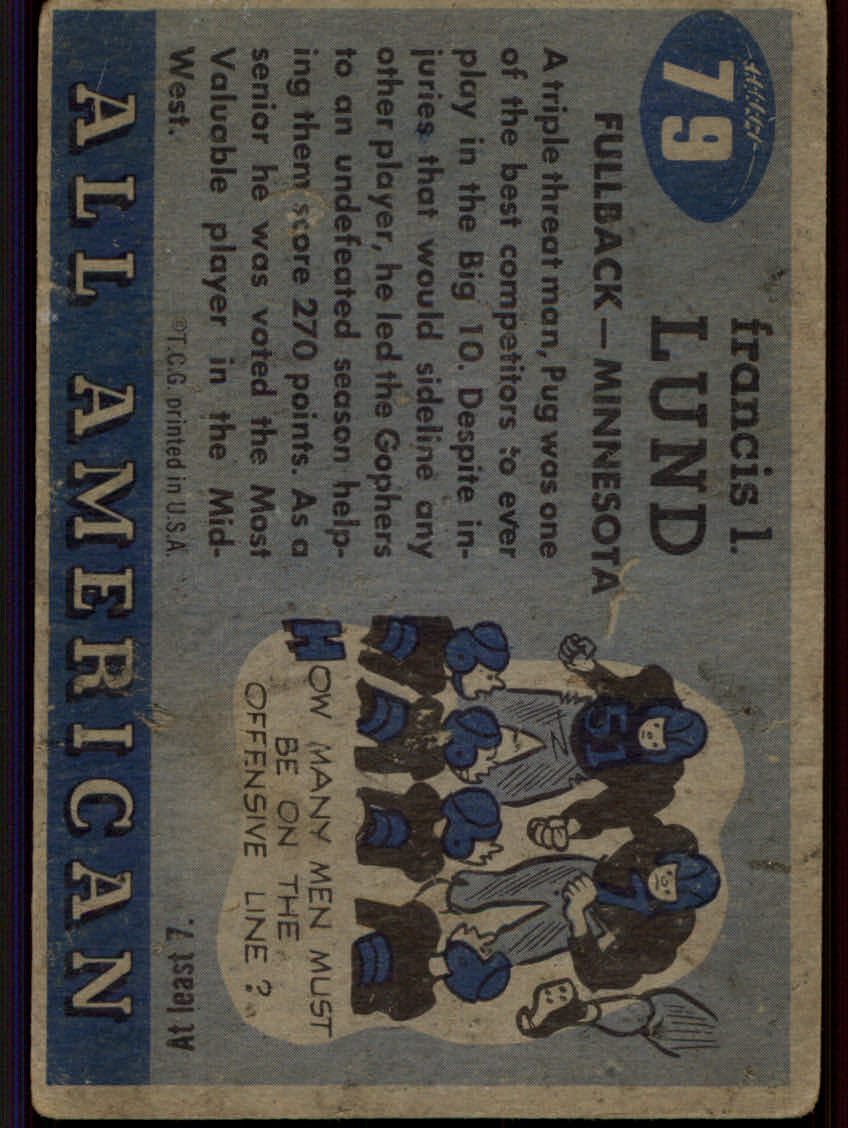 79
francis l.
LUND
FULLBACK — MINNESOTA
A triple threat man, Pug was one
of the best competitors to ever
play in the Big 10. Despite in-
juries that would sideline any
other player, he led the Gophers
to an undefeated season help-
ing them score 270 points. As a
senior he was voted the Most
Valuable player in the Mid-
West.
©T.C.G. printed in U.S.A.
51
7
HOW MANY MEN MUST
BE ON THE
OFFENSIVE LINE?
At least 7.
ALL AMERICAN